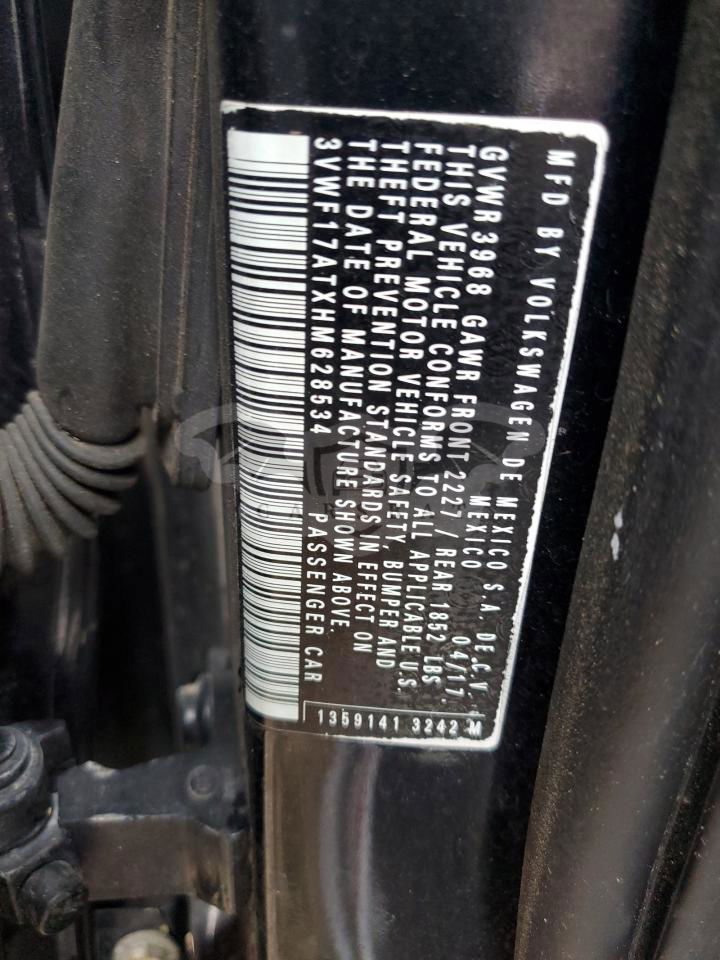 MFD BY VOLKSWAGEN DE MEXICO S.A. DE C.V.
MEXICO 04/17
GVWR 3968 GAWR FRONT 2227 / REAR 1852 LBS.
THIS VEHICLE CONFORMS TO ALL APPLICABLE U.S.
FEDERAL MOTOR VEHICLE SAFETY, BUMPER AND
THEFT PREVENTION STANDARDS IN EFFECT ON
THE DATE OF MANUFACTURE SHOWN ABOVE.
3VWF17ATXHM628534 PASSENGER CAR
1359141 3242 M